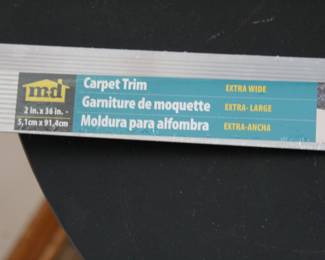 md
2 in. x 36 in. -
5,1cm x 91,4cm
Carpet Trim EXTRA WIDE
Garniture de moquette EXTRA- LARGE
Moldura para alfombra EXTRA-ANCHA